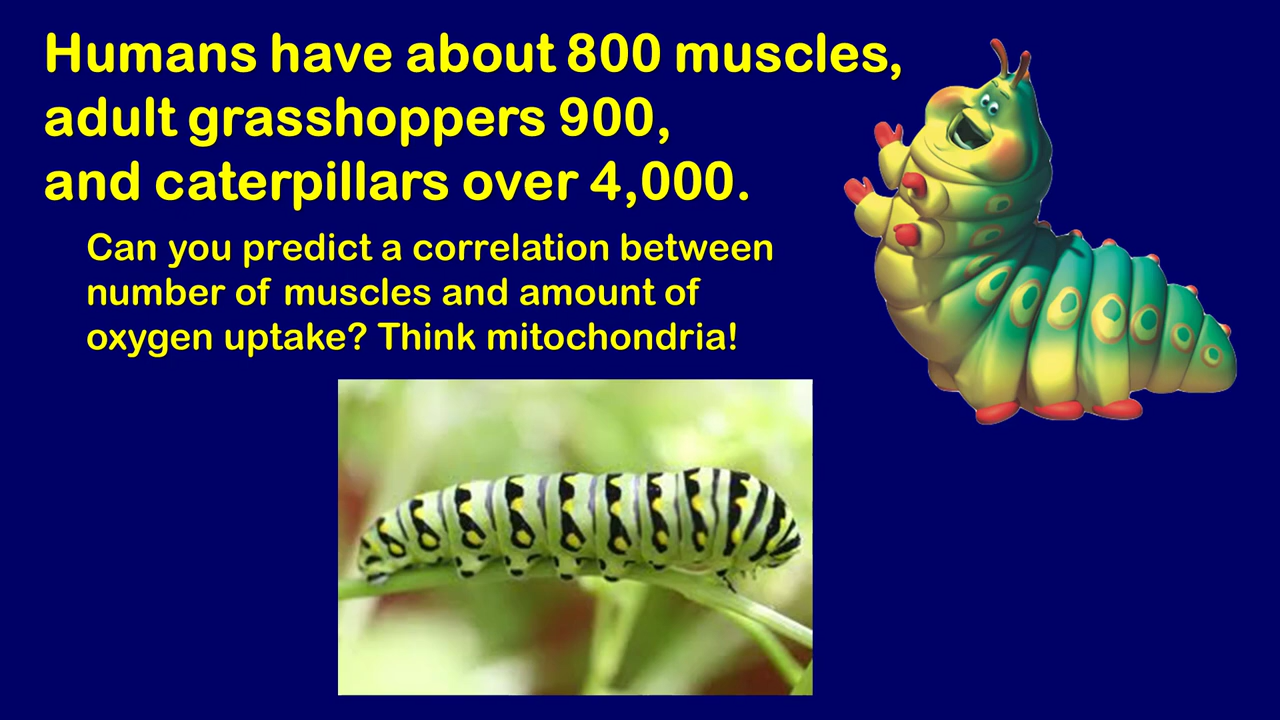 Humans have about 800 muscles,
adult grasshoppers 900,
and caterpillars over 4,000.
Can you predict a correlation between
number of muscles and amount of
oxygen uptake? Think mitochondria!